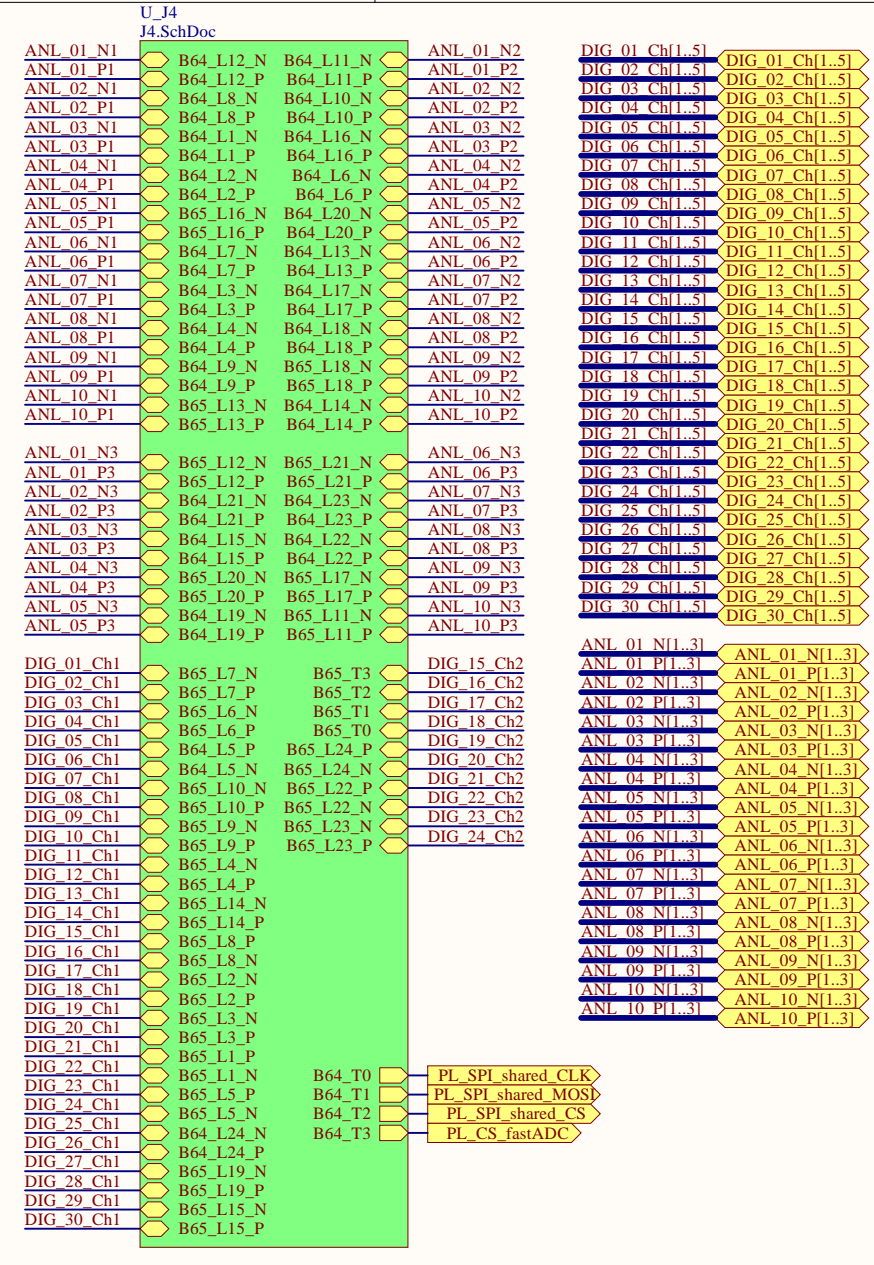 U_J4
J4.SchDoc
ANL_01_N1 B64_L12_N B64_L11_N ANL_01_N2
ANL_01_P1 B64_L12_P B64_L11_P ANL_01_P2
ANL_02_N1 B64_L8_N B64_L10_N ANL_02_N2
ANL_02_P1 B64_L8_P B64_L10_P ANL_02_P2
ANL_03_N1 B64_L1_N B64_L16_N ANL_03_N2
ANL_03_P1 B64_L1_P B64_L16_P ANL_03_P2
ANL_04_N1 B64_L2_N B64_L6_N ANL_04_N2
ANL_04_P1 B64_L2_P B64_L6_P ANL_04_P2
ANL_05_N1 B65_L16_N B64_L20_N ANL_05_N2
ANL_05_P1 B65_L16_P B64_L20_P ANL_05_P2
ANL_06_N1 B64_L7_N B64_L13_N ANL_06_N2
ANL_06_P1 B64_L7_P B64_L13_P ANL_06_P2
ANL_07_N1 B64_L3_N B64_L17_N ANL_07_N2
ANL_07_P1 B64_L3_P B64_L17_P ANL_07_P2
ANL_08_N1 B64_L4_N B64_L18_N ANL_08_N2
ANL_08_P1 B64_L4_P B64_L18_P ANL_08_P2
ANL_09_N1 B64_L9_N B65_L18_N ANL_09_N2
ANL_09_P1 B64_L9_P B65_L18_P ANL_09_P2
ANL_10_N1 B65_L13_N B64_L14_N ANL_10_N2
ANL_10_P1 B65_L13_P B64_L14_P ANL_10_P2
ANL_01_N3 B65_L12_N B65_L21_N ANL_06_N3
ANL_01_P3 B65_L12_P B65_L21_P ANL_06_P3
ANL_02_N3 B64_L21_N B64_L23_N ANL_07_N3
ANL_02_P3 B64_L21_P B64_L23_P ANL_07_P3
ANL_03_N3 B64_L15_N B64_L22_N ANL_08_N3
ANL_03_P3 B64_L15_P B64_L22_P ANL_08_P3
ANL_04_N3 B65_L20_N B65_L17_N ANL_09_N3
ANL_04_P3 B65_L20_P B65_L17_P ANL_09_P3
ANL_05_N3 B64_L19_N B65_L11_N ANL_10_N3
ANL_05_P3 B64_L19_P B65_L11_P ANL_10_P3
DIG_01_Ch1 B65_L7_N B65_T3 DIG_15_Ch2
DIG_02_Ch1 B65_L7_P B65_T2 DIG_16_Ch2
DIG_03_Ch1 B65_L6_N B65_T1 DIG_17_Ch2
DIG_04_Ch1 B65_L6_P B65_T0 DIG_18_Ch2
DIG_05_Ch1 B64_L5_P B65_L24_P DIG_19_Ch2
DIG_06_Ch1 B64_L5_N B65_L24_N DIG_20_Ch2
DIG_07_Ch1 B65_L10_N B65_L22_P DIG_21_Ch2
DIG_08_Ch1 B65_L10_P B65_L22_N DIG_22_Ch2
DIG_09_Ch1 B65_L9_N B65_L23_N DIG_23_Ch2
DIG_10_Ch1 B65_L9_P B65_L23_P DIG_24_Ch2
DIG_11_Ch1 B65_L4_N
DIG_12_Ch1 B65_L4_P
DIG_13_Ch1 B65_L14_N
DIG_14_Ch1 B65_L14_P
DIG_15_Ch1 B65_L8_P
DIG_16_Ch1 B65_L8_N
DIG_17_Ch1 B65_L2_N
DIG_18_Ch1 B65_L2_P
DIG_19_Ch1 B65_L3_N
DIG_20_Ch1 B65_L3_P
DIG_21_Ch1 B65_L1_P
DIG_22_Ch1 B65_L1_N B64_T0 PL_SPI_shared_CLK
DIG_23_Ch1 B65_L5_P B64_T1 PL_SPI_shared_MOSI
DIG_24_Ch1 B65_L5_N B64_T2 PL_SPI_shared_CS
DIG_25_Ch1 B64_L24_N B64_T3 PL_CS_fastADC
DIG_26_Ch1 B64_L24_P
DIG_27_Ch1 B65_L19_N
DIG_28_Ch1 B65_L19_P
DIG_29_Ch1 B65_L15_N
DIG_30_Ch1 B65_L15_P
DIG_01_Ch[1..5] DIG_01_Ch[1..5]
DIG_02_Ch[1..5] DIG_02_Ch[1..5]
DIG_03_Ch[1..5] DIG_03_Ch[1..5]
DIG_04_Ch[1..5] DIG_04_Ch[1..5]
DIG_05_Ch[1..5] DIG_05_Ch[1..5]
DIG_06_Ch[1..5] DIG_06_Ch[1..5]
DIG_07_Ch[1..5] DIG_07_Ch[1..5]
DIG_08_Ch[1..5] DIG_08_Ch[1..5]
DIG_09_Ch[1..5] DIG_09_Ch[1..5]
DIG_10_Ch[1..5] DIG_10_Ch[1..5]
DIG_11_Ch[1..5] DIG_11_Ch[1..5]
DIG_12_Ch[1..5] DIG_12_Ch[1..5]
DIG_13_Ch[1..5] DIG_13_Ch[1..5]
DIG_14_Ch[1..5] DIG_14_Ch[1..5]
DIG_15_Ch[1..5] DIG_15_Ch[1..5]
DIG_16_Ch[1..5] DIG_16_Ch[1..5]
DIG_17_Ch[1..5] DIG_17_Ch[1..5]
DIG_18_Ch[1..5] DIG_18_Ch[1..5]
DIG_19_Ch[1..5] DIG_19_Ch[1..5]
DIG_20_Ch[1..5] DIG_20_Ch[1..5]
DIG_21_Ch[1..5] DIG_21_Ch[1..5]
DIG_22_Ch[1..5] DIG_22_Ch[1..5]
DIG_23_Ch[1..5] DIG_23_Ch[1..5]
DIG_24_Ch[1..5] DIG_24_Ch[1..5]
DIG_25_Ch[1..5] DIG_25_Ch[1..5]
DIG_26_Ch[1..5] DIG_26_Ch[1..5]
DIG_27_Ch[1..5] DIG_27_Ch[1..5]
DIG_28_Ch[1..5] DIG_28_Ch[1..5]
DIG_29_Ch[1..5] DIG_29_Ch[1..5]
DIG_30_Ch[1..5] DIG_30_Ch[1..5]
ANL_01_N[1..3] ANL_01_N[1..3]
ANL_01_P[1..3] ANL_01_P[1..3]
ANL_02_N[1..3] ANL_02_N[1..3]
ANL_02_P[1..3] ANL_02_P[1..3]
ANL_03_N[1..3] ANL_03_N[1..3]
ANL_03_P[1..3] ANL_03_P[1..3]
ANL_04_N[1..3] ANL_04_N[1..3]
ANL_04_P[1..3] ANL_04_P[1..3]
ANL_05_N[1..3] ANL_05_N[1..3]
ANL_05_P[1..3] ANL_05_P[1..3]
ANL_06_N[1..3] ANL_06_N[1..3]
ANL_06_P[1..3] ANL_06_P[1..3]
ANL_07_N[1..3] ANL_07_N[1..3]
ANL_07_P[1..3] ANL_07_P[1..3]
ANL_08_N[1..3] ANL_08_N[1..3]
ANL_08_P[1..3] ANL_08_P[1..3]
ANL_09_N[1..3] ANL_09_N[1..3]
ANL_09_P[1..3] ANL_09_P[1..3]
ANL_10_N[1..3] ANL_10_N[1..3]
ANL_10_P[1..3] ANL_10_P[1..3]